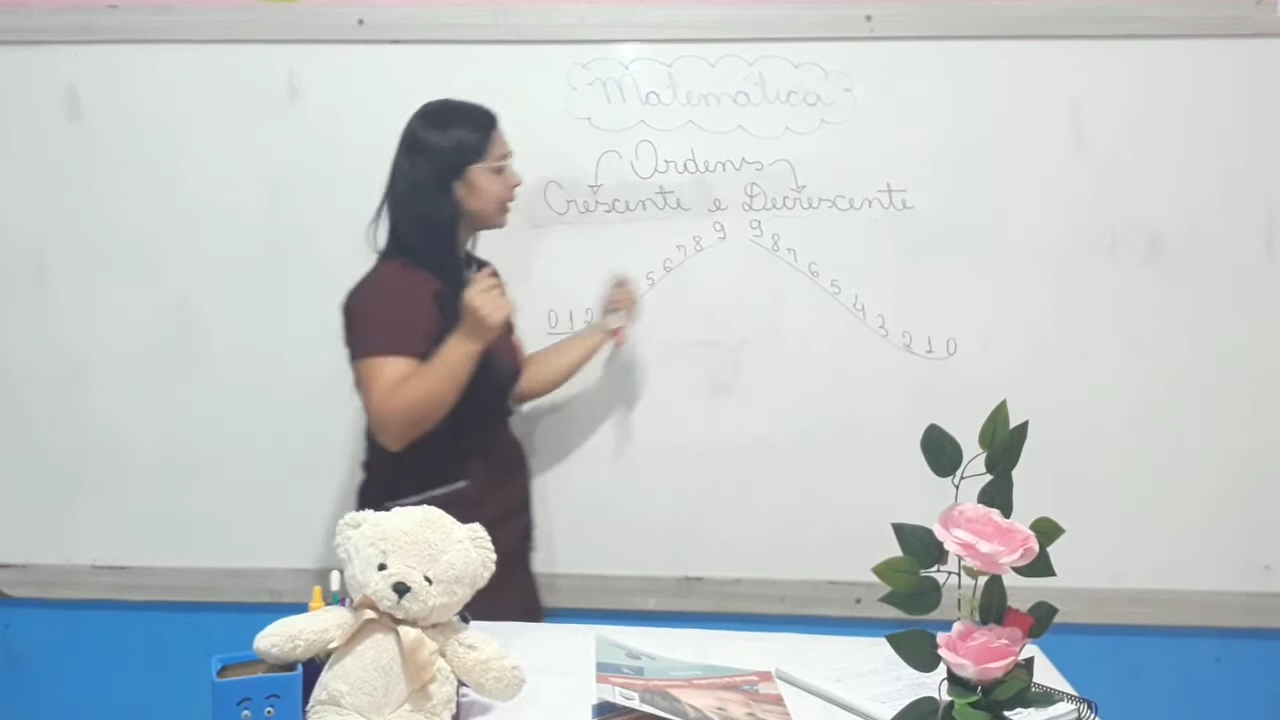 Matemática
Ordens
Crescente e Decrescente
0 1 2 5 6 7 8 9
9 8 7 6 5 4 3 2 1 0